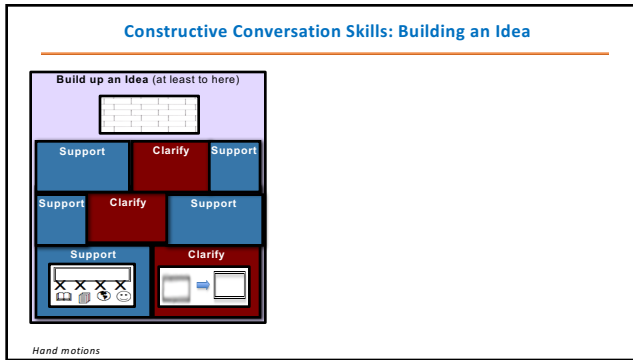 Constructive Conversation Skills: Building an Idea
Build up an Idea (at least to here)
Support Clarify Support
Support Clarify Support
Support Clarify
X X X X
Hand motions